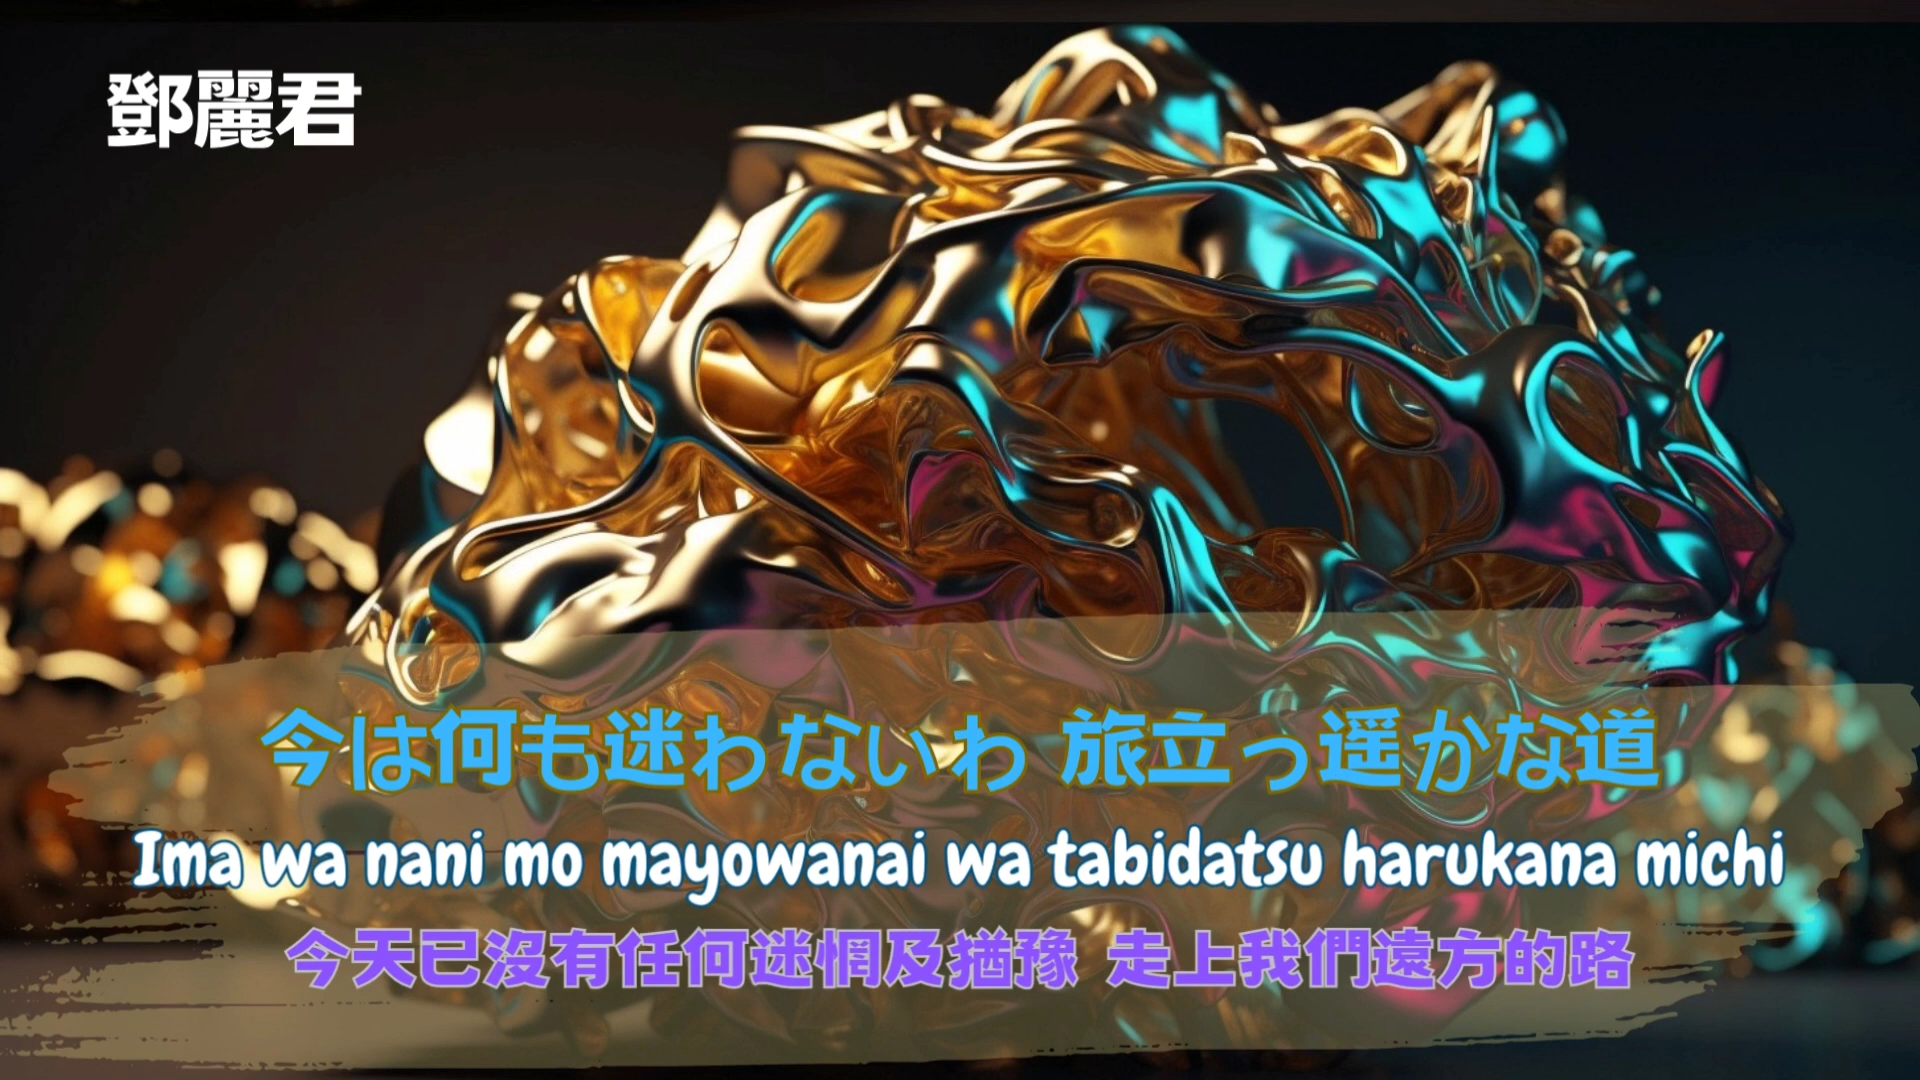 鄧麗君
今は何も迷わないわ 旅立っ遥かな道
Ima wa nani mo mayowanai wa tabidatsu harukana michi
今天已沒有任何迷惘及猶豫 走上我們遠方的路